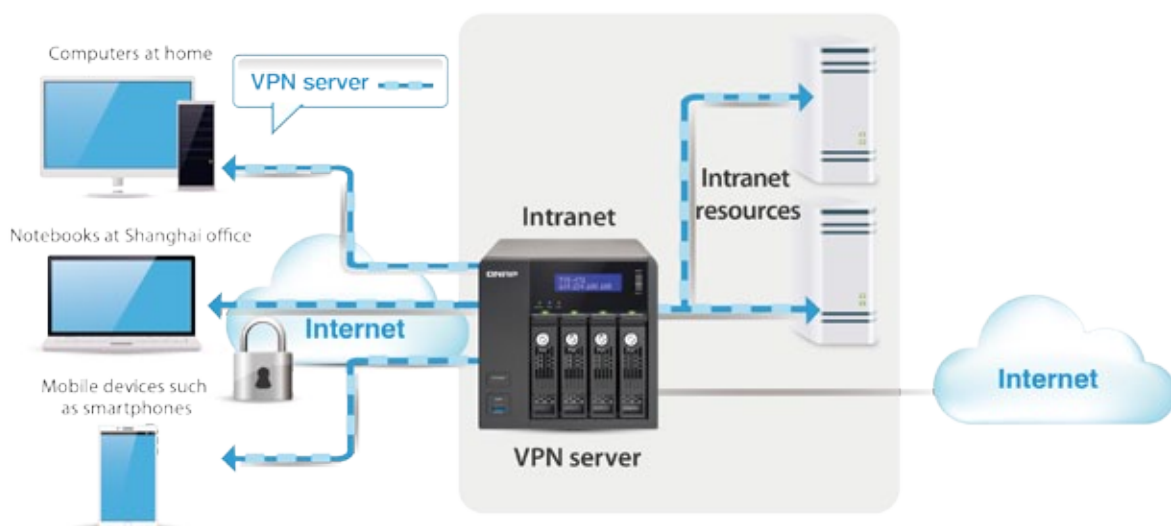 Computers at home
VPN server
Notebooks at Shanghai office
Internet
Mobile devices such
as smartphones
Intranet
QNAP
VPN server
Intranet
resources
Internet